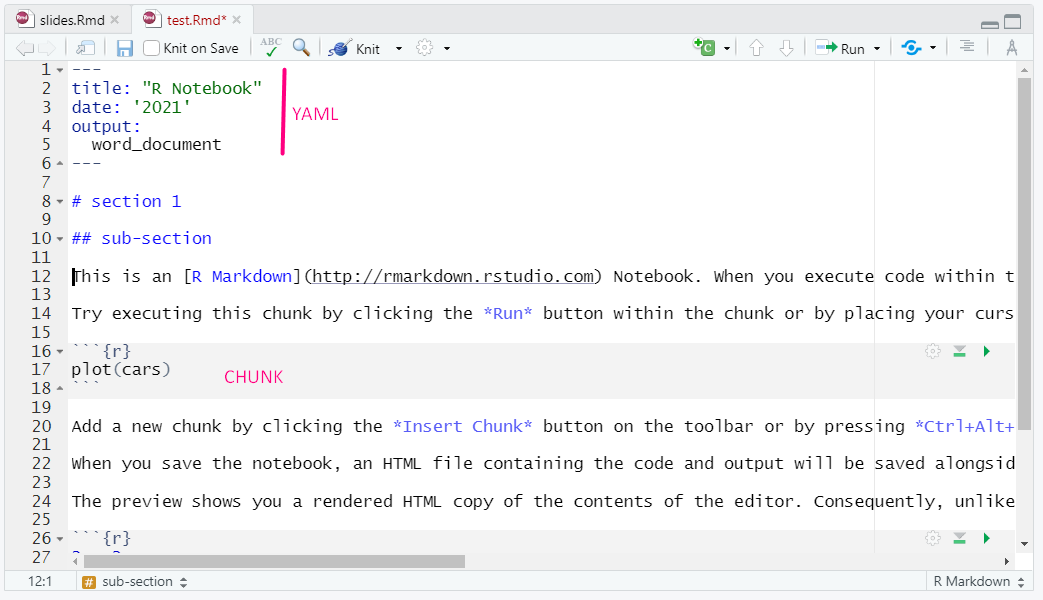 slides.Rmd test.Rmd*
Knit on Save ABC Knit Run
1 ---
2 title: "R Notebook"
3 date: '2021'
YAML
4 output:
5 word_document
6 ---
7
8 # section 1
9
10 ## sub-section
11
12 This is an [R Markdown](http://rmarkdown.rstudio.com) Notebook. When you execute code within t
13
14 Try executing this chunk by clicking the *Run* button within the chunk or by placing your curs
15
16 ```{r}
17 plot(cars)
CHUNK
18 ```
19
20 Add a new chunk by clicking the *Insert Chunk* button on the toolbar or by pressing *Ctrl+Alt+
21
22 When you save the notebook, an HTML file containing the code and output will be saved alongsid
23
24 The preview shows you a rendered HTML copy of the contents of the editor. Consequently, unlike
25
26 ```{r}
27
12:1 # sub-section R Markdown